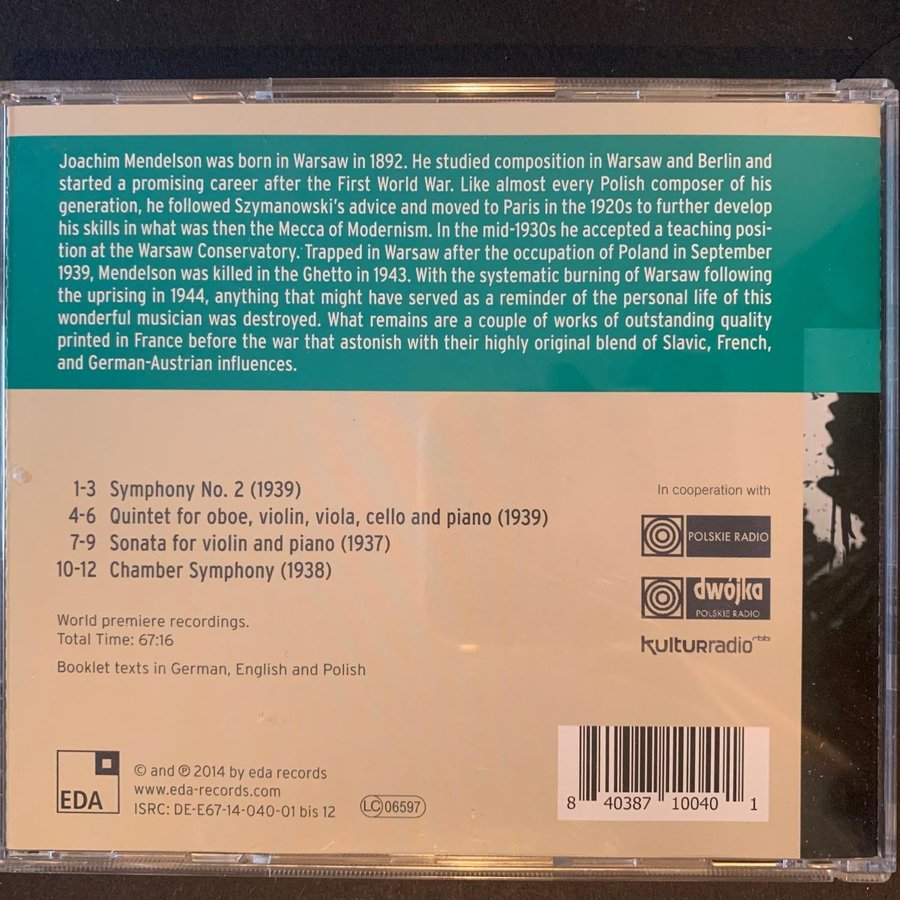 Joachim Mendelson was born in Warsaw in 1892. He studied composition in Warsaw and Berlin and
started a promising career after the First World War. Like almost every Polish composer of his
generation, he followed Szymanowski's advice and moved to Paris in the 1920s to further develop
his skills in what was then the Mecca of Modernism. In the mid-1930s he accepted a teaching posi-
tion at the Warsaw Conservatory. Trapped in Warsaw after the occupation of Poland in September
1939, Mendelson was killed in the Ghetto in 1943. With the systematic burning of Warsaw following
the uprising in 1944, anything that might have served as a reminder of the personal life of this
wonderful musician was destroyed. What remains are a couple of works of outstanding quality
printed in France before the war that astonish with their highly original blend of Slavic, French,
and German-Austrian influences.
1-3 Symphony No. 2 (1939)
4-6 Quintet for oboe, violin, viola, cello and piano (1939)
7-9 Sonata for violin and piano (1937)
10-12 Chamber Symphony (1938)
World premiere recordings.
Total Time: 67:16
Booklet texts in German, English and Polish
In cooperation with
POLSKIE RADIO
dwójka
POLSKIE RADIO
kulturradio rbb
EDA
© and ℗ 2014 by eda records
www.eda-records.com
ISRC: DE-E67-14-040-01 bis 12
LC 06597
8 40387 10040 1